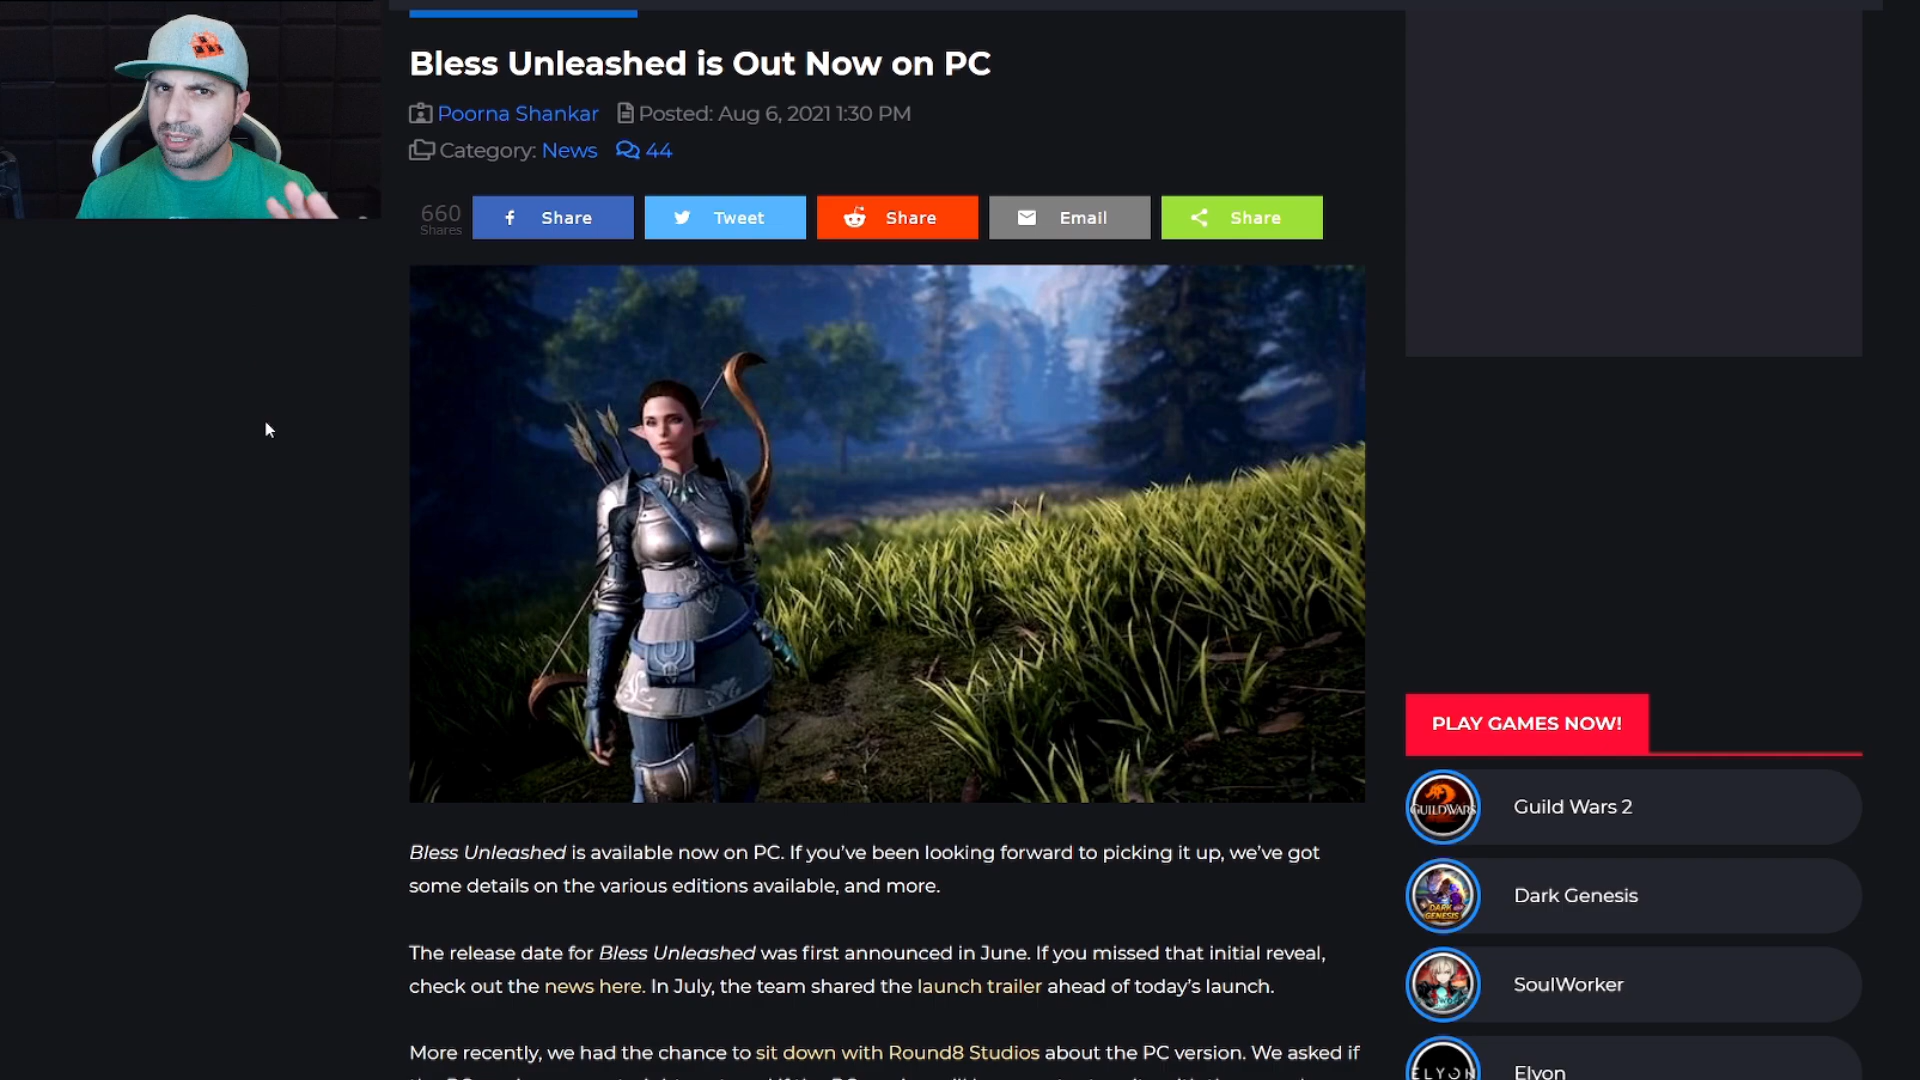 Bless Unleashed is Out Now on PC
Poorna Shankar Posted: Aug 6, 2021 1:30 PM
Category: News 44
660
Shares
Share
Tweet
Share
Email
Share
Bless Unleashed is available now on PC. If you’ve been looking forward to picking it up, we’ve got
some details on the various editions available, and more.
The release date for Bless Unleashed was first announced in June. If you missed that initial reveal,
check out the news here. In July, the team shared the launch trailer ahead of today’s launch.
More recently, we had the chance to sit down with Round8 Studios about the PC version. We asked if
PLAY GAMES NOW!
GUILDWARS
Guild Wars 2
DARK
GENESIS
Dark Genesis
SoulWorker
ELYON
Elyon